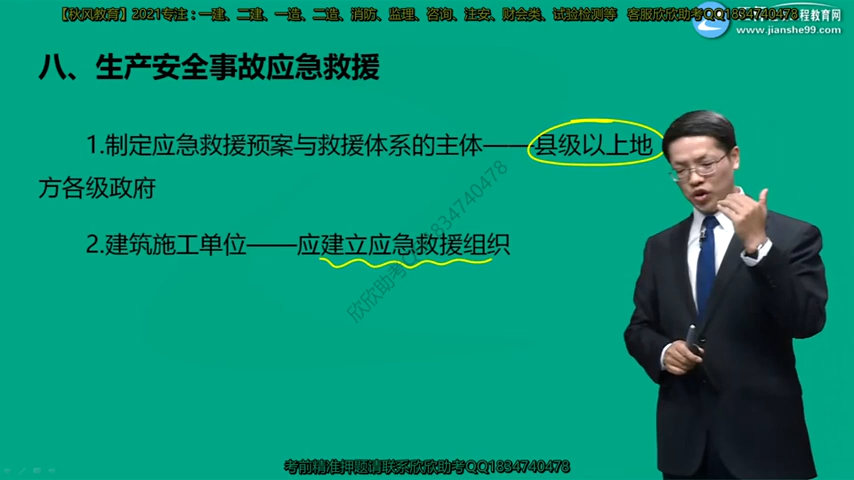 【秋风教育】2021专注：一建、二建、一造、二造、消防、监理、咨询、注安、财会类、试验检测等 客服欣欣助考QQ1834740478
程教育网
www.jianshe99.com
八、生产安全事故应急救援
1.制定应急救援预案与救援体系的主体——县级以上地
方各级政府
2.建筑施工单位——应建立应急救援组织
欣欣助考QQ1834740478
考前精准押题请联系欣欣助考QQ1834740478